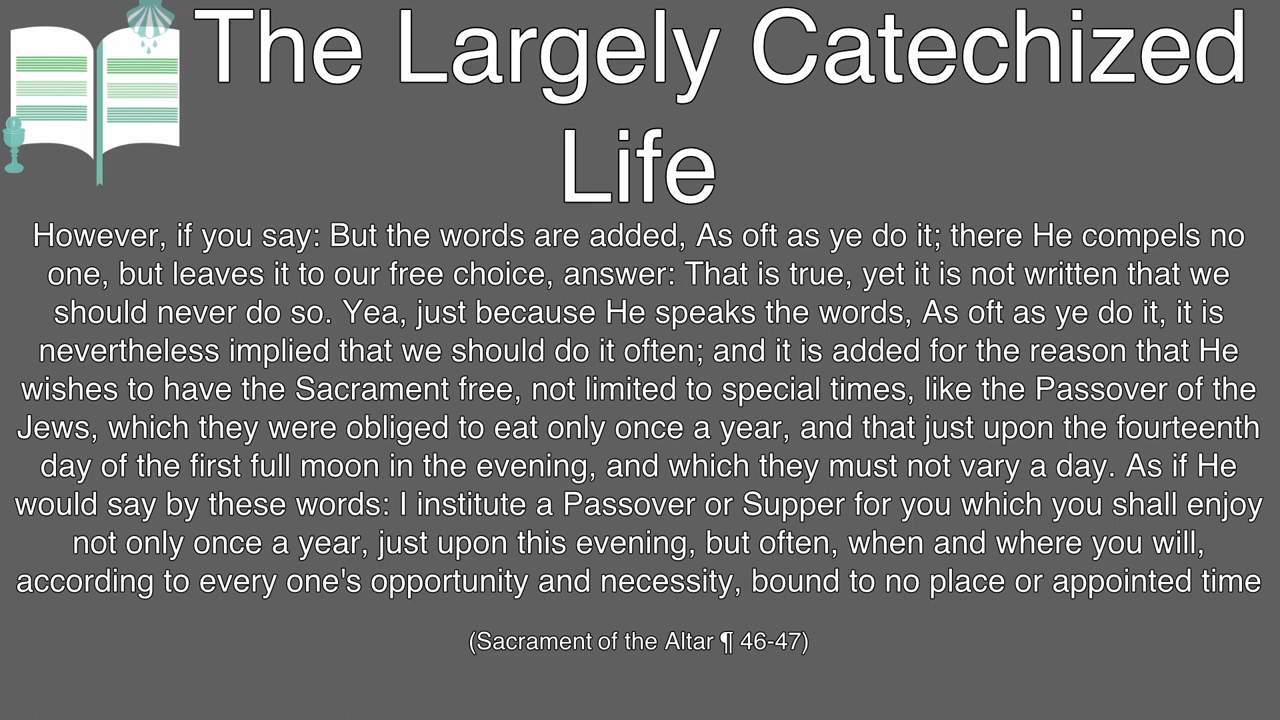 The Largely Catechized
Life
However, if you say: But the words are added, As oft as ye do it; there He compels no
one, but leaves it to our free choice, answer: That is true, yet it is not written that we
should never do so. Yea, just because He speaks the words, As oft as ye do it, it is
nevertheless implied that we should do it often; and it is added for the reason that He
wishes to have the Sacrament free, not limited to special times, like the Passover of the
Jews, which they were obliged to eat only once a year, and that just upon the fourteenth
day of the first full moon in the evening, and which they must not vary a day. As if He
would say by these words: I institute a Passover or Supper for you which you shall enjoy
not only once a year, just upon this evening, but often, when and where you will,
according to every one's opportunity and necessity, bound to no place or appointed time
(Sacrament of the Altar ¶ 46-47)